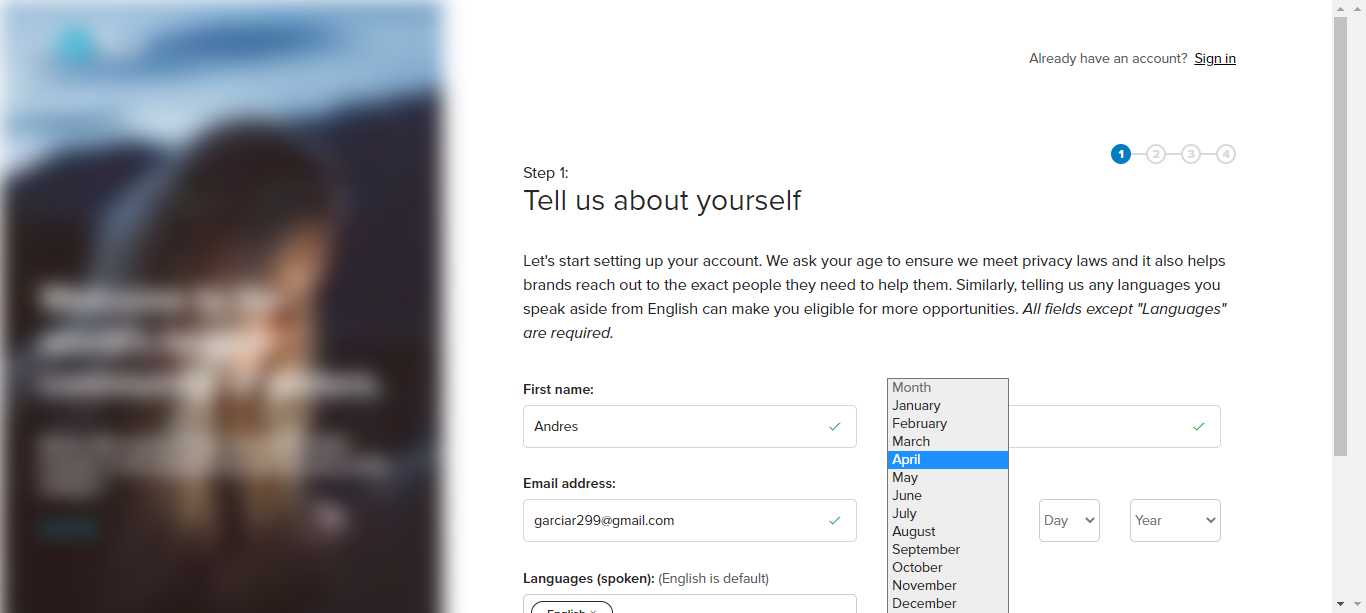 Already have an account? Sign in
1 2 3 4
Step 1:
Tell us about yourself
Let's start setting up your account. We ask your age to ensure we meet privacy laws and it also helps
brands reach out to the exact people they need to help them. Similarly, telling us any languages you
speak aside from English can make you eligible for more opportunities. All fields except "Languages"
are required.
First name:
Andres
Month
January
February
March
April
May
June
July
August
September
October
November
December
Email address:
garciar299@gmail.com
Day
Year
Languages (spoken): (English is default)
English ×